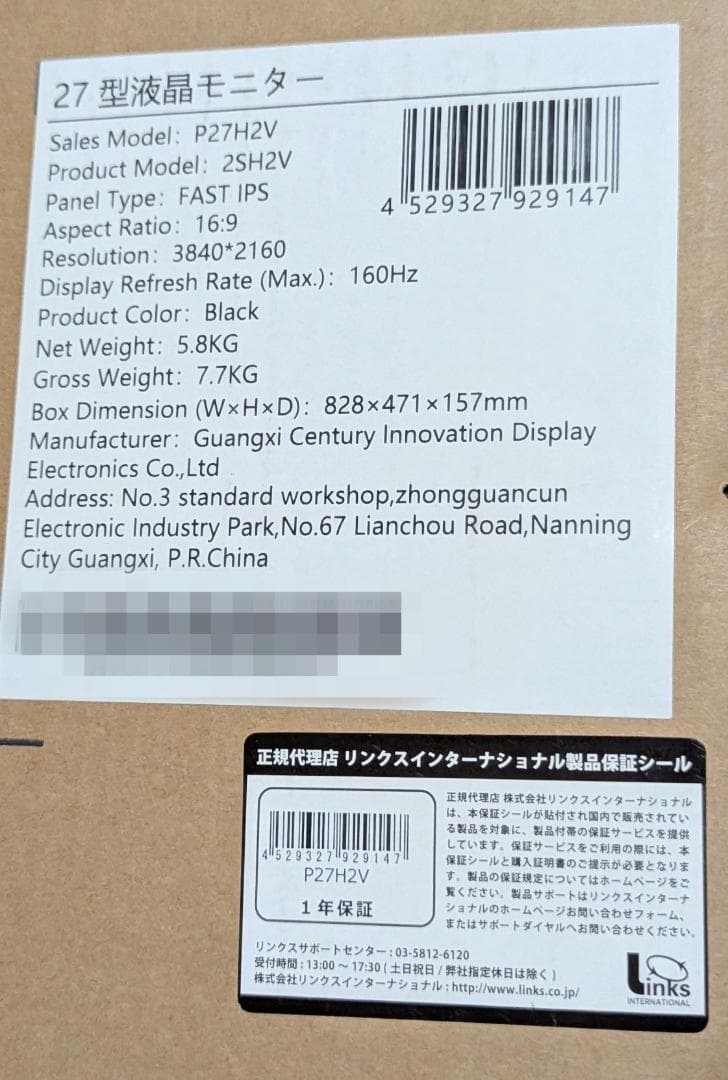 27 型液晶モニター
Sales Model: P27H2V
Product Model: 2SH2V
Panel Type: FAST IPS
Aspect Ratio: 16:9
Resolution: 3840*2160
Display Refresh Rate (Max.): 160Hz
Product Color: Black
Net Weight: 5.8KG
Gross Weight: 7.7KG
Box Dimension (W×H×D): 828×471×157mm
Manufacturer: Guangxi Century Innovation Display
Electronics Co.,Ltd
Address: No.3 standard workshop,zhongguancun
Electronic Industry Park,No.67 Lianchou Road,Nanning
City Guangxi, P.R.China
4 529327 929147
正規代理店 リンクスインターナショナル製品保証シール
4 529327 929147
P27H2V
1年保証
正規代理店 株式会社リンクスインターナショナル
は、本保証シールが貼付され国内で販売されてい
る製品を対象に、製品付帯の保証サービスを提供
しています。保証サービスをご利用の際には、本
保証シールと購入証明書のご提示が必要となりま
す。製品の保証規定についてはホームページをご
覧ください。製品サポートはリンクスインターナ
ショナルのホームページお問い合わせフォーム、
またはサポートダイヤルへお問い合わせください。
リンクスサポートセンター : 03-5812-6120
受付時間 : 13:00 ～ 17:30 ( 土日祝日 / 弊社指定休日は除く )
株式会社リンクスインターナショナル : http://www.links.co.jp/
Links
INTERNATIONAL